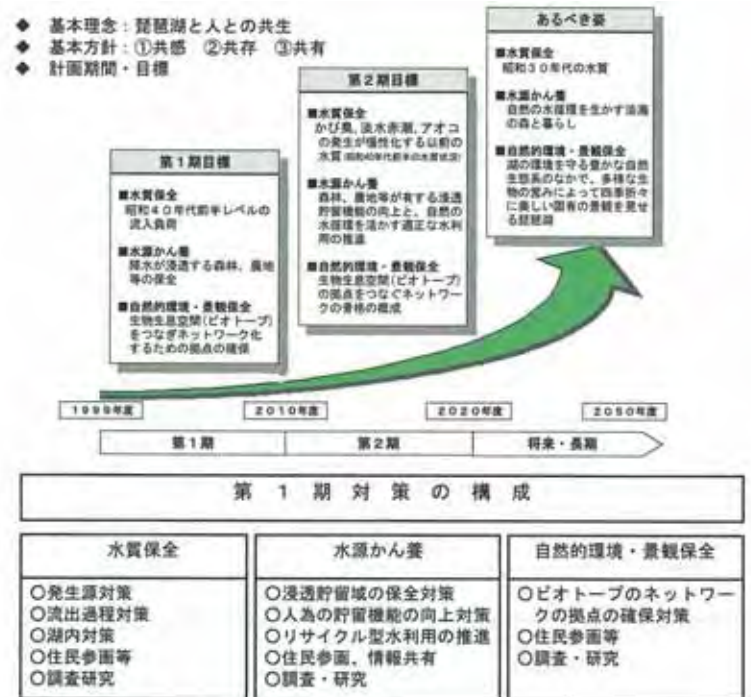 ◆ 基本理念：琵琶湖と人との共生
◆ 基本方針：①共感 ②共存 ③共有
◆ 計画期間・目標
第１期目標
■水質保全
昭和４０年代前半レベルの
流入負荷
■水源かん養
降水が浸透する森林、農地
等の保全
■自然的環境・景観保全
生物生息空間(ビオトープ)
をつなぎネットワーク化
するための拠点の確保
第２期目標
■水質保全
かび臭、淡水赤潮、アオコ
の発生が慢性化する以前の
水質(昭和40年代前半の水質状況)
■水源かん養
森林、農地等が有する浸透
貯留機能の向上と、自然の
水循環を活かす適正な水利
用の推進
■自然的環境・景観保全
生物生息空間(ビオトープ)
の拠点をつなぐネットワー
クの骨格の概成
あるべき姿
■水質保全
昭和３０年代の水質
■水源かん養
自然の水循環を生かす淡海
の森と暮らし
■自然的環境・景観保全
湖の環境を守る豊かな自然
生態系のなかで、多様な生
物の営みによって四季折々
に美しい固有の景観を見せ
る琵琶湖
１９９９年度
２０１０年度
２０２０年度
２０５０年度
第１期
第２期
将来・長期
第１期対策の構成
水質保全
○発生源対策
○流出過程対策
○湖内対策
○住民参画等
○調査研究
水源かん養
○浸透貯留域の保全対策
○人為の貯留機能の向上対策
○リサイクル型水利用の推進
○住民参画、情報共有
○調査・研究
自然的環境・景観保全
○ビオトープのネットワー
クの拠点の確保対策
○住民参画等
○調査・研究